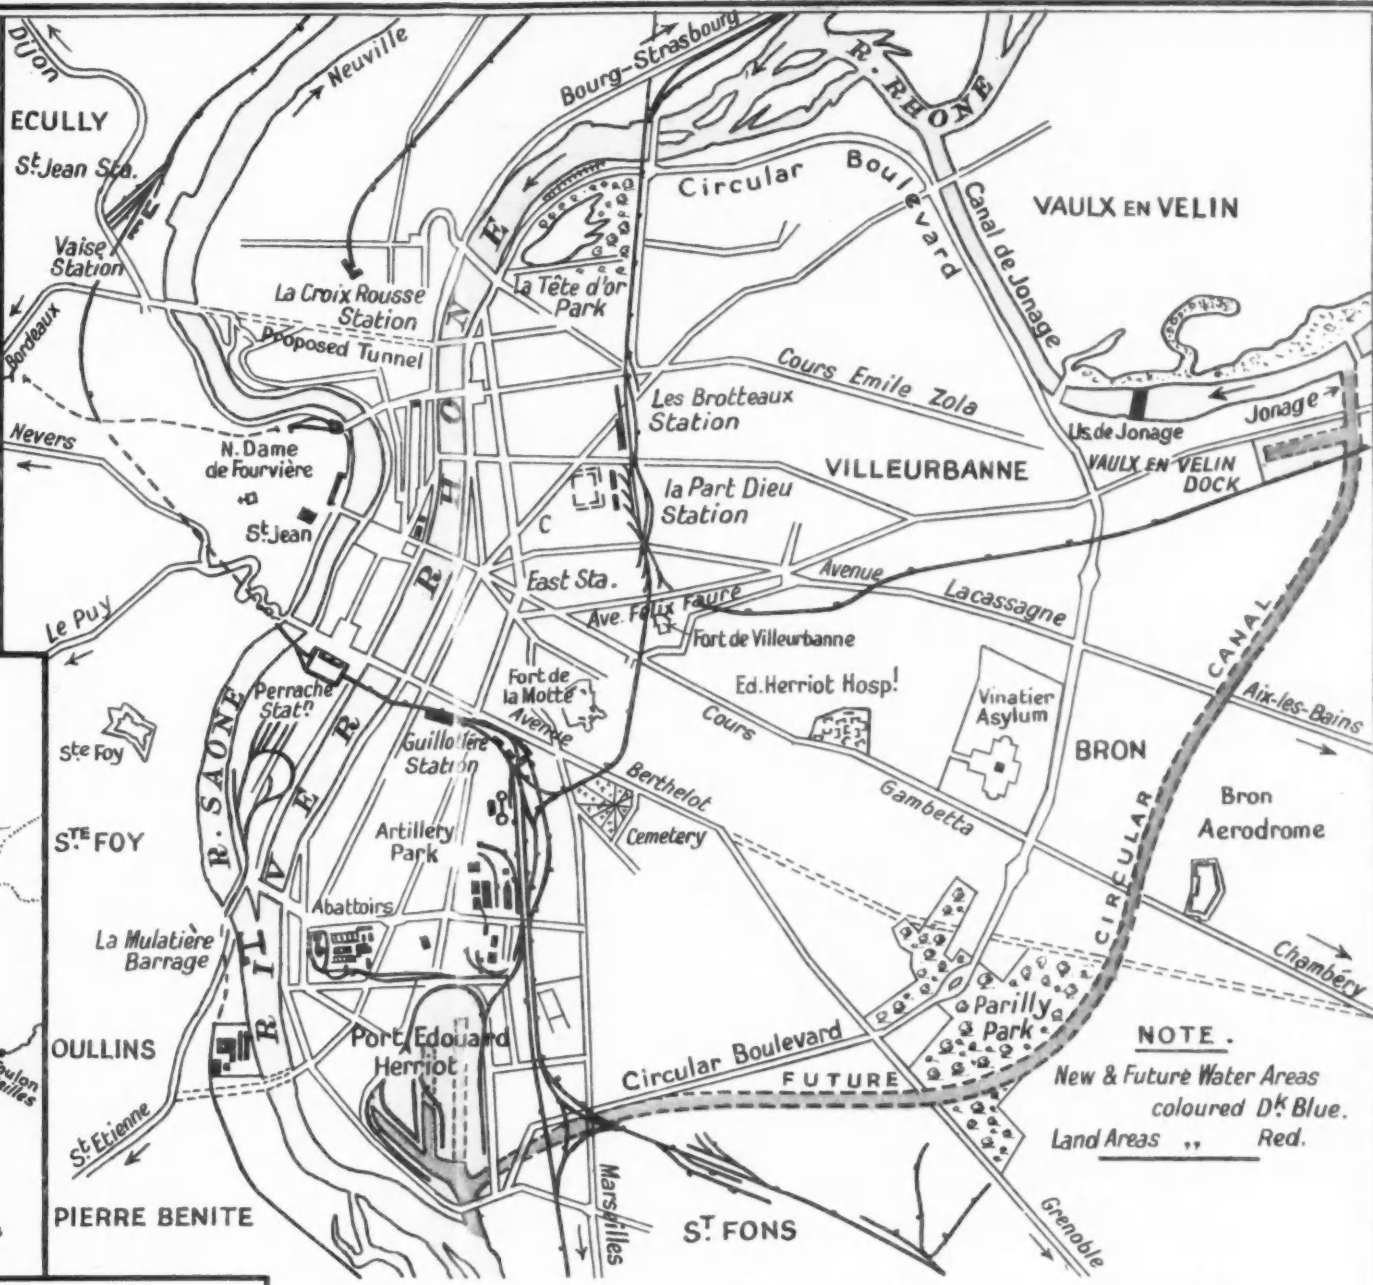 Dijon
ECULLY
St. Jean Sta.
Vaise
Station
Bordeaux
Nevers
Le Puy
Neuville
La Croix Rousse
Station
Proposed Tunnel
N. Dame
de Fourvière
St. Jean
Bourg-Strasbourg
R. RHONE
Circular Boulevard
Canal de Jonage
VAULX EN VELIN
la Tête d'or
Park
Cours Emile Zola
Les Brotteaux
Station
Us. de Jonage
Jonage
VAULX EN VELIN
DOCK
VILLEURBANNE
la Part Dieu
Station
C
East Sta.
Ave. Félix Faure
Avenue
Lacassagne
Fort de Villeurbanne
RIVER RHONE
Ste Foy
R. SAONE
Perrache
Statn.
Fort de
la Motte
Avenue
Berthelot
Guillotière
Station
Ed. Herriot Hospl.
Cours
Gambetta
Vinatier
Asylum
BRON
Aix-les-Bains
Bron
Aerodrome
STE FOY
Artillery
Park
Cemetery
Abattoirs
La Mulatière
Barrage
OULLINS
Port Edouard
Herriot
Circular Boulevard
FUTURE CIRCULAR CANAL
Parilly
Park
Chambéry
St. Etienne
PIERRE BENITE
Marseilles
ST. FONS
Grenoble
NOTE.
New & Future Water Areas
coloured Dk. Blue.
Land Areas ,, Red.